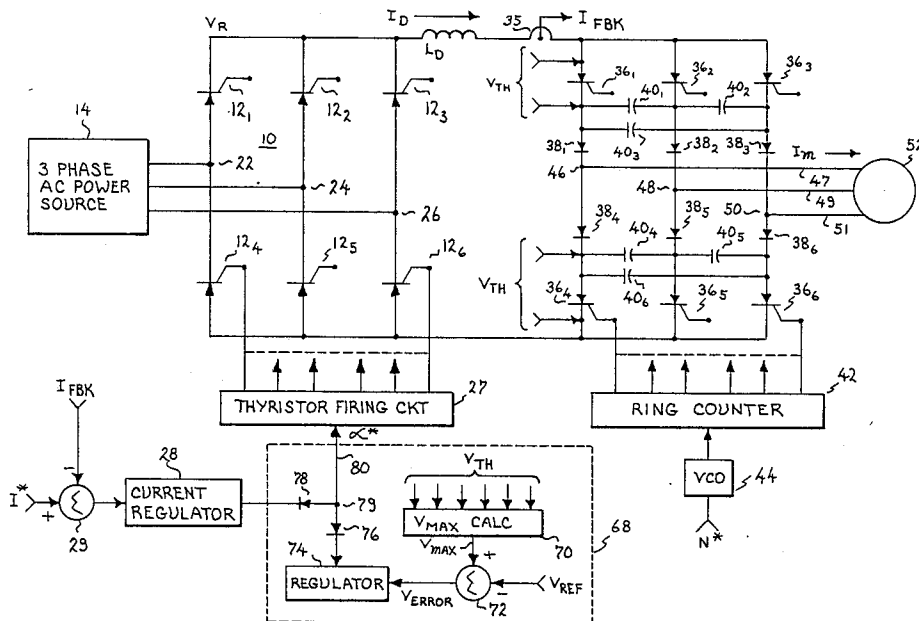 V_R
I_D
35
I_FBK
L_D
V_TH
36_1
36_2
36_3
12_1
12_2
12_3
40_1
40_2
14
10
40_3
3 PHASE
AC POWER
SOURCE
22
24
26
38_1
38_2
38_3
I_m
52
46
47
48
49
50
51
38_4
38_5
38_6
12_4
12_5
12_6
40_4
40_5
V_TH
40_6
36_4
36_5
36_6
THYRISTOR FIRING CKT
27
RING COUNTER
42
I_FBK
α*
80
28
V_TH
VCO
44
I*
-
+
Σ
29
CURRENT
REGULATOR
78
79
V_MAX CALC
70
68
N*
76
V_MAX
+
74
REGULATOR
V_ERROR
Σ
-
V_REF
72